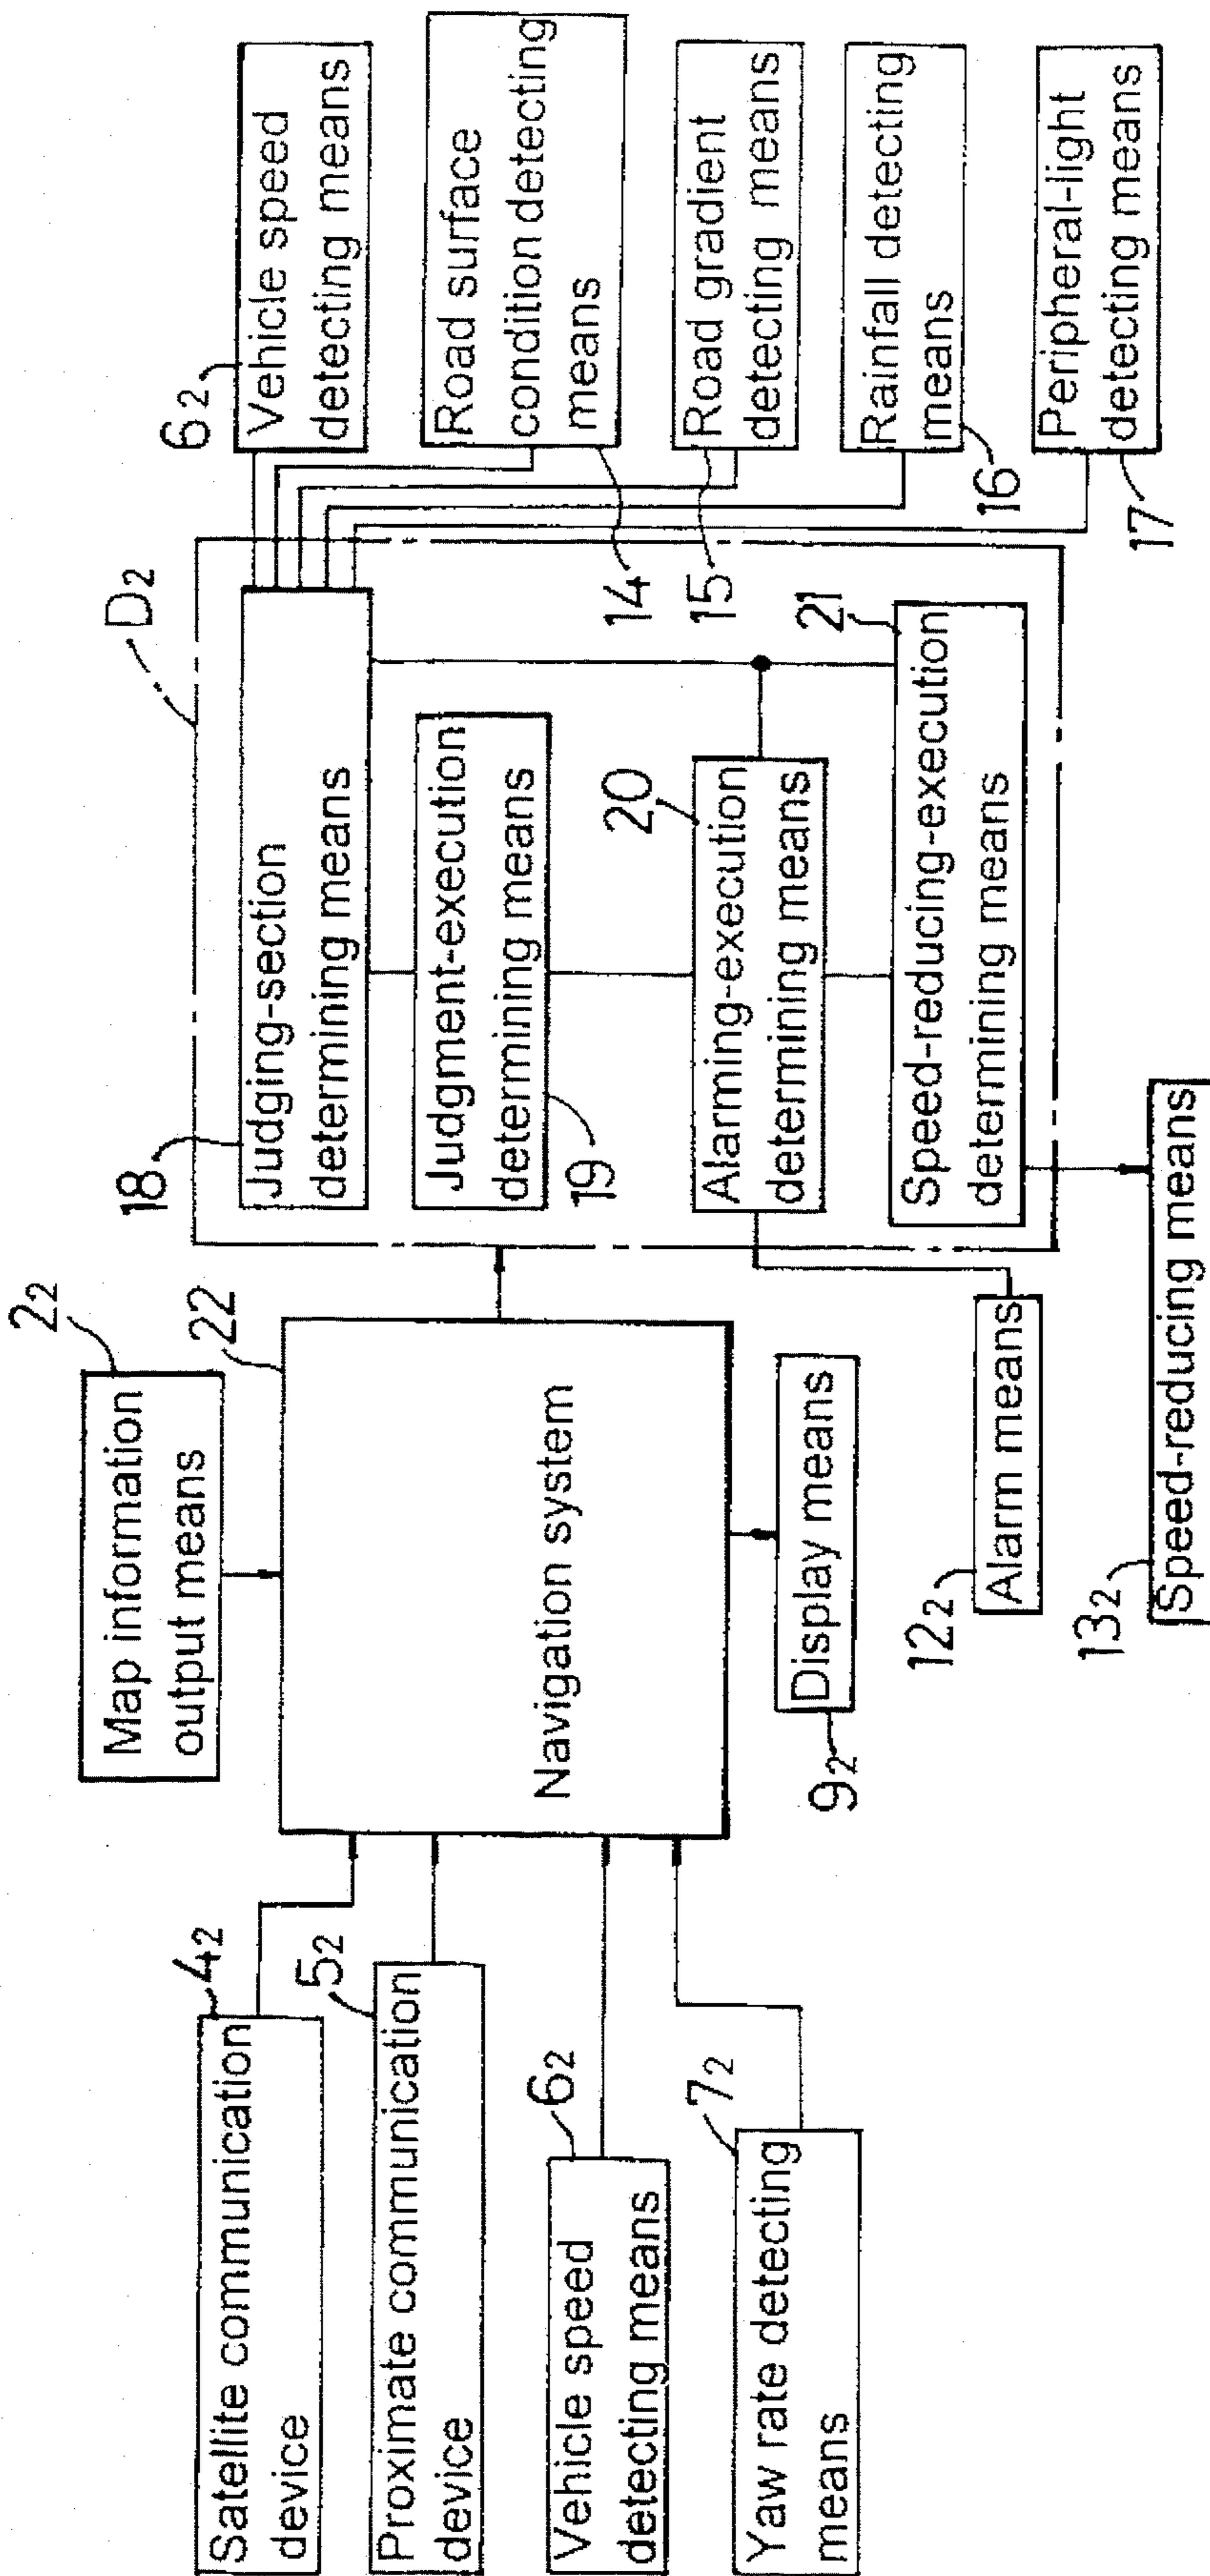 Satellite communication
device
4₂
Proximate communication
device
5₂
Vehicle speed
detecting means
6₂
Yaw rate detecting
means
7₂
Map information
output means
2₂
Navigation system
22
Display means
9₂
D₂
18
Judging-section
determining means
Judgment-execution
determining means
19
20
Alarming-execution
determining means
21
Speed-reducing-execution
determining means
12₂
Alarm means
13₂
Speed-reducing means
6₂
Vehicle speed
detecting means
Road surface
condition detecting
means
14
Road gradient
detecting means
15
Rainfall detecting
means
16
Peripheral-light
detecting means
17